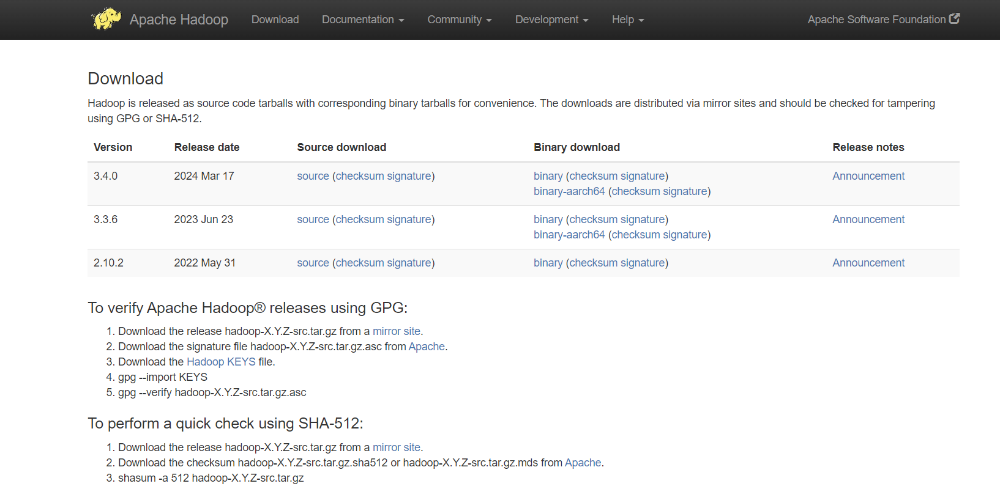 Apache Hadoop Download Documentation Community Development Help Apache Software Foundation
Download
Hadoop is released as source code tarballs with corresponding binary tarballs for convenience. The downloads are distributed via mirror sites and should be checked for tampering
using GPG or SHA-512.
Version Release date Source download Binary download Release notes
3.4.0 2024 Mar 17 source (checksum signature) binary (checksum signature) Announcement
binary-aarch64 (checksum signature)
3.3.6 2023 Jun 23 source (checksum signature) binary (checksum signature) Announcement
binary-aarch64 (checksum signature)
2.10.2 2022 May 31 source (checksum signature) binary (checksum signature) Announcement
To verify Apache Hadoop® releases using GPG:
1. Download the release hadoop-X.Y.Z-src.tar.gz from a mirror site.
2. Download the signature file hadoop-X.Y.Z-src.tar.gz.asc from Apache.
3. Download the Hadoop KEYS file.
4. gpg --import KEYS
5. gpg --verify hadoop-X.Y.Z-src.tar.gz.asc
To perform a quick check using SHA-512:
1. Download the release hadoop-X.Y.Z-src.tar.gz from a mirror site.
2. Download the checksum hadoop-X.Y.Z-src.tar.gz.sha512 or hadoop-X.Y.Z-src.tar.gz.mds from Apache.
3. shasum -a 512 hadoop-X.Y.Z-src.tar.gz